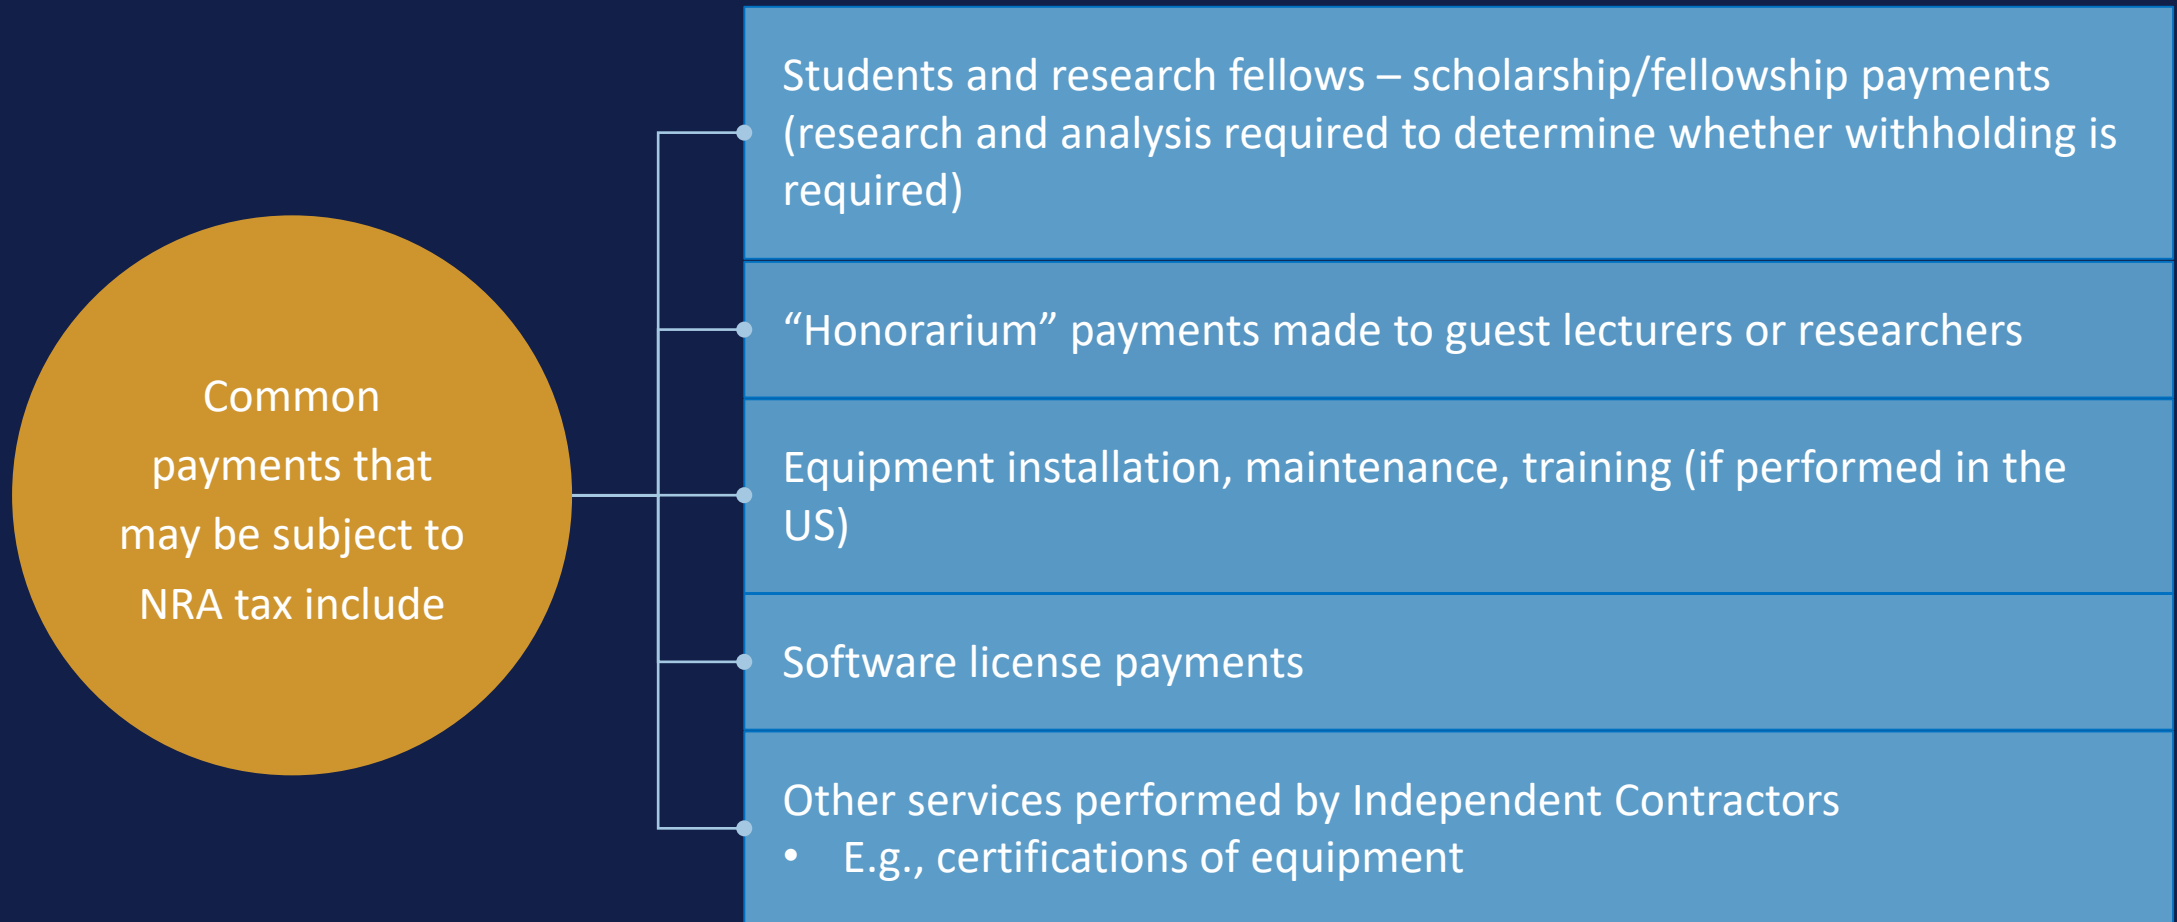 Common
payments that
may be subject to
NRA tax include
Students and research fellows – scholarship/fellowship payments
(research and analysis required to determine whether withholding is
required)
“Honorarium” payments made to guest lecturers or researchers
Equipment installation, maintenance, training (if performed in the
US)
Software license payments
Other services performed by Independent Contractors
• E.g., certifications of equipment